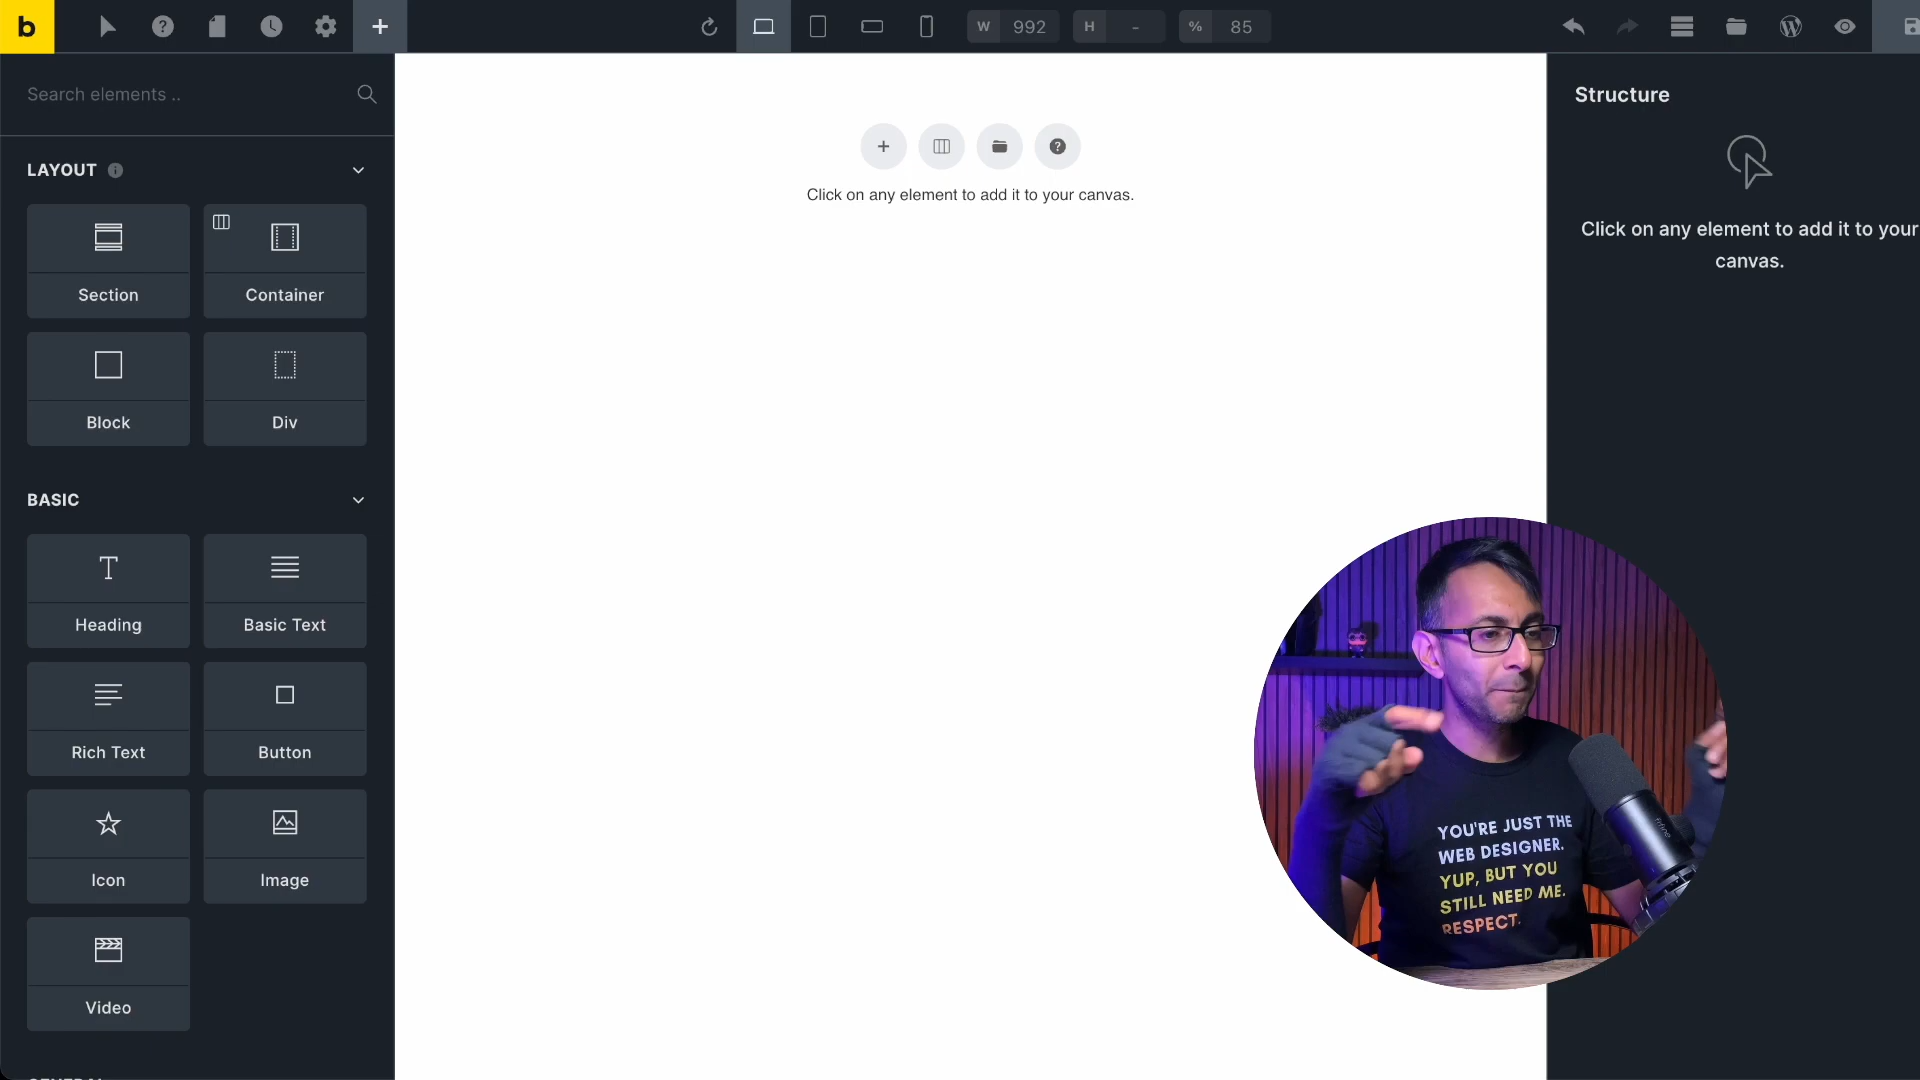 b
W 992 H - % 85
Search elements ..
Structure
LAYOUT
Click on any element to add it to your canvas.
Click on any element to add it to your
canvas.
Section
Container
Block
Div
BASIC
Heading
Basic Text
Rich Text
Button
Icon
Image
Video
YOU'RE JUST THE
WEB DESIGNER.
YUP, BUT YOU
STILL NEED ME.
RESPECT.